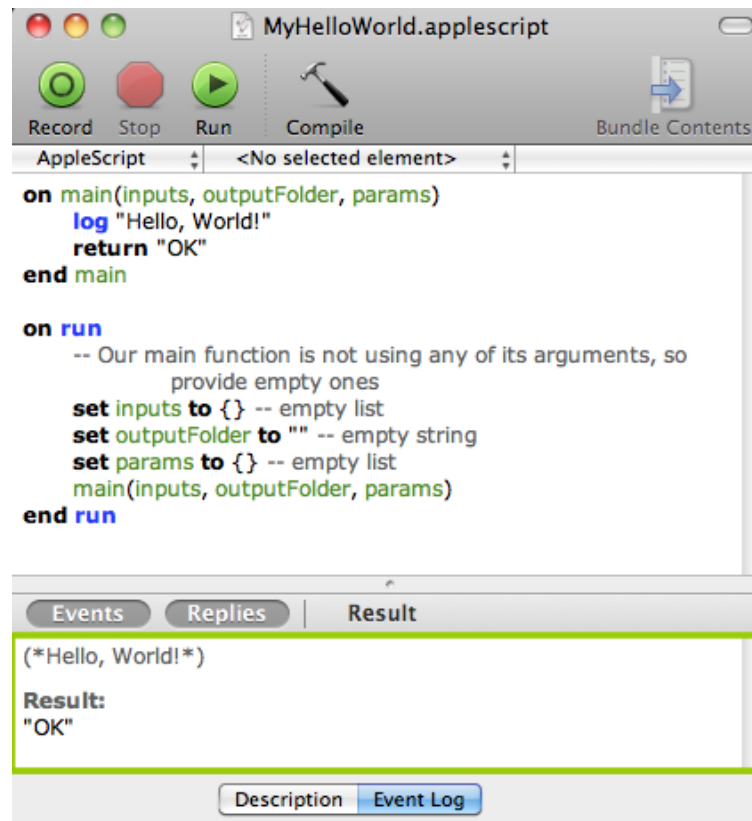 MyHelloWorld.applescript
Record Stop Run Compile Bundle Contents
AppleScript <No selected element>
on main(inputs, outputFolder, params)
log "Hello, World!"
return "OK"
end main
on run
-- Our main function is not using any of its arguments, so
provide empty ones
set inputs to {} -- empty list
set outputFolder to "" -- empty string
set params to {} -- empty list
main(inputs, outputFolder, params)
end run
Events Replies Result
(*Hello, World!*)
Result:
"OK"
Description Event Log